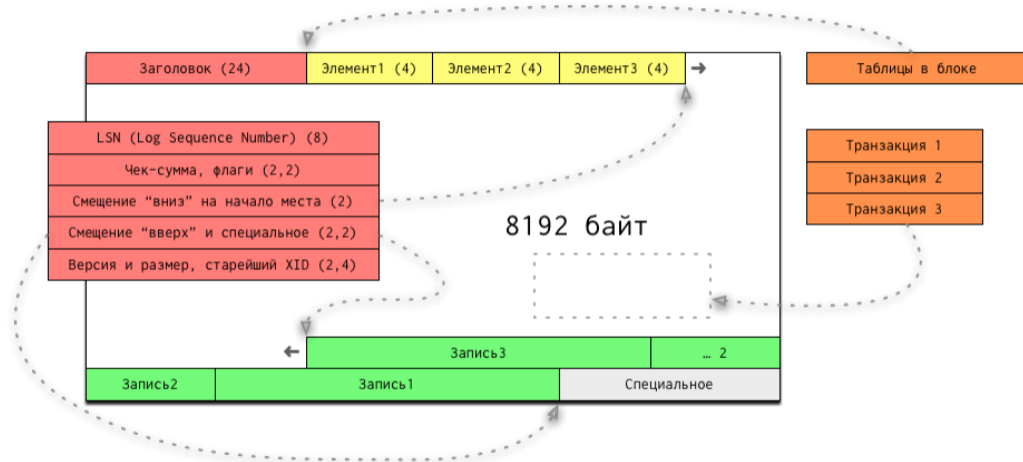 Заголовок (24)
Элемент1 (4)
Элемент2 (4)
Элемент3 (4)
Таблицы в блоке
LSN (Log Sequence Number) (8)
Чек-сумма, флаги (2,2)
Смещение “вниз” на начало места (2)
Смещение “вверх” и специальное (2,2)
Версия и размер, старейший XID (2,4)
Транзакция 1
Транзакция 2
Транзакция 3
8192 байт
Запись3
… 2
Запись2
Запись1
Специальное